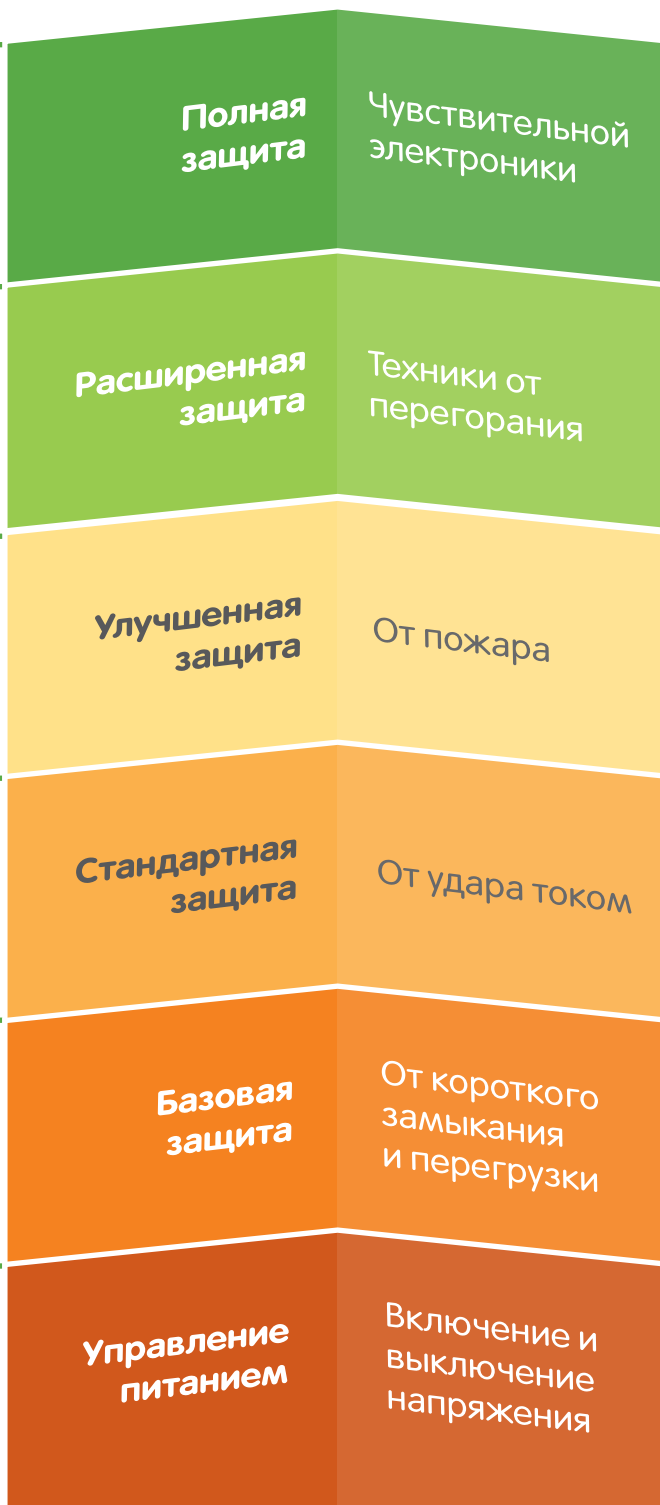 Полная
защита
Чувствительной
электроники
Расширенная
защита
Техники от
перегорания
Улучшенная
защита
От пожара
Стандартная
защита
От удара током
Базовая
защита
От короткого
замыкания
и перегрузки
Управление
питанием
Включение и
выключение
напряжения